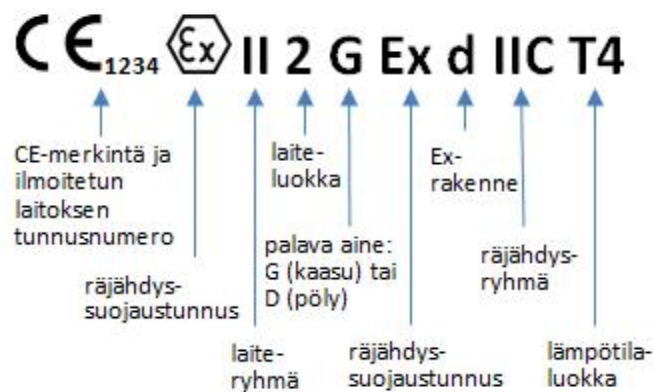 CE 1234 Ex II 2 G Ex d IIC T4
CE-merkintä ja
ilmoitetun
laitoksen
tunnusnumero
räjähdys-
suojaustunnus
laite-
ryhmä
laite-
luokka
palava aine:
G (kaasu) tai
D (pöly)
räjähdys-
suojaustunnus
Ex-
rakenne
räjähdys-
ryhmä
lämpötila-
luokka